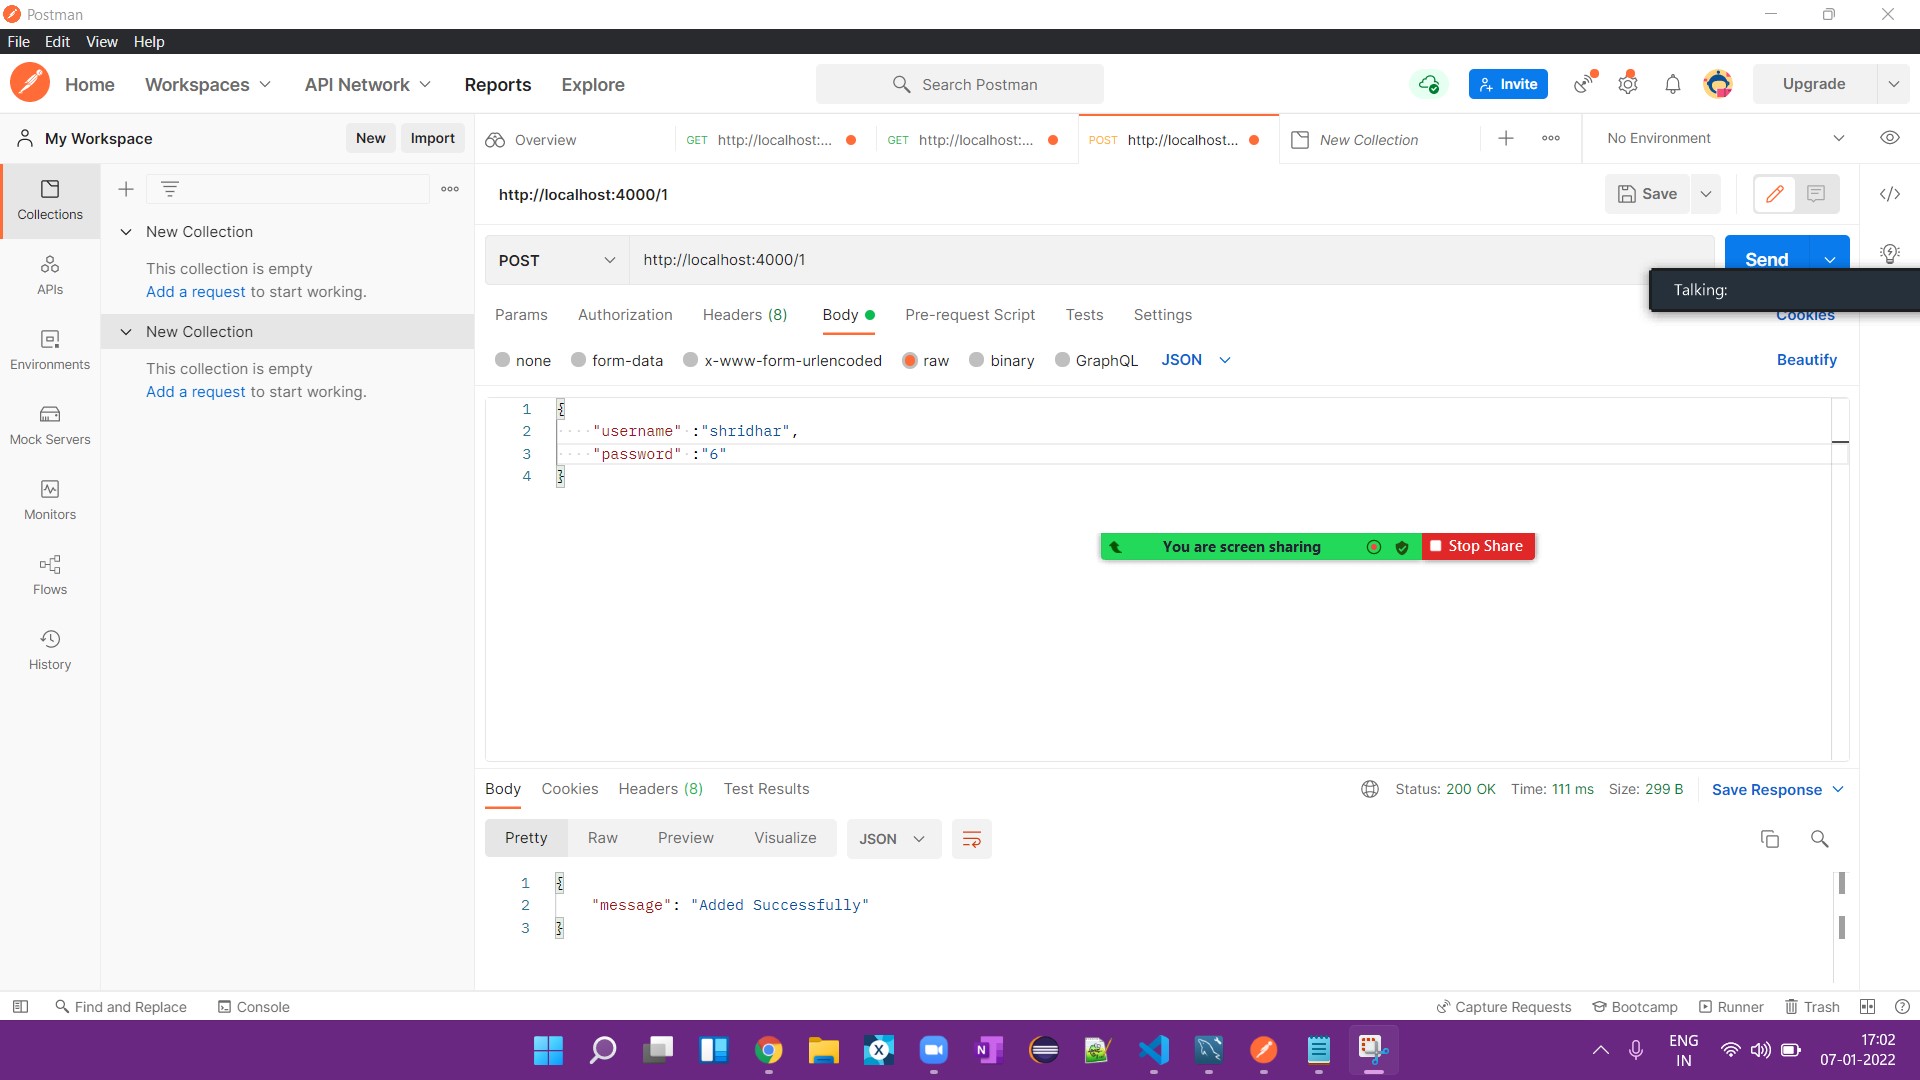 Postman
File Edit View Help
Home Workspaces API Network Reports Explore Search Postman Invite Upgrade
My Workspace New Import Overview GET http://localhost:... GET http://localhost:... POST http://localhost... New Collection No Environment
Collections
APIs
Environments
Mock Servers
Monitors
Flows
History
New Collection
This collection is empty
Add a request to start working.
New Collection
This collection is empty
Add a request to start working.
http://localhost:4000/1 Save
POST http://localhost:4000/1 Send
Talking:
Params Authorization Headers (8) Body Pre-request Script Tests Settings Cookies
none form-data x-www-form-urlencoded raw binary GraphQL JSON Beautify
1 {
2 "username" :"shridhar",
3 "password" :"6"
4 }
You are screen sharing Stop Share
Body Cookies Headers (8) Test Results Status: 200 OK Time: 111 ms Size: 299 B Save Response
Pretty Raw Preview Visualize JSON
1 {
2 "message": "Added Successfully"
3 }
Find and Replace Console Capture Requests Bootcamp Runner Trash
ENG 17:02
IN 07-01-2022